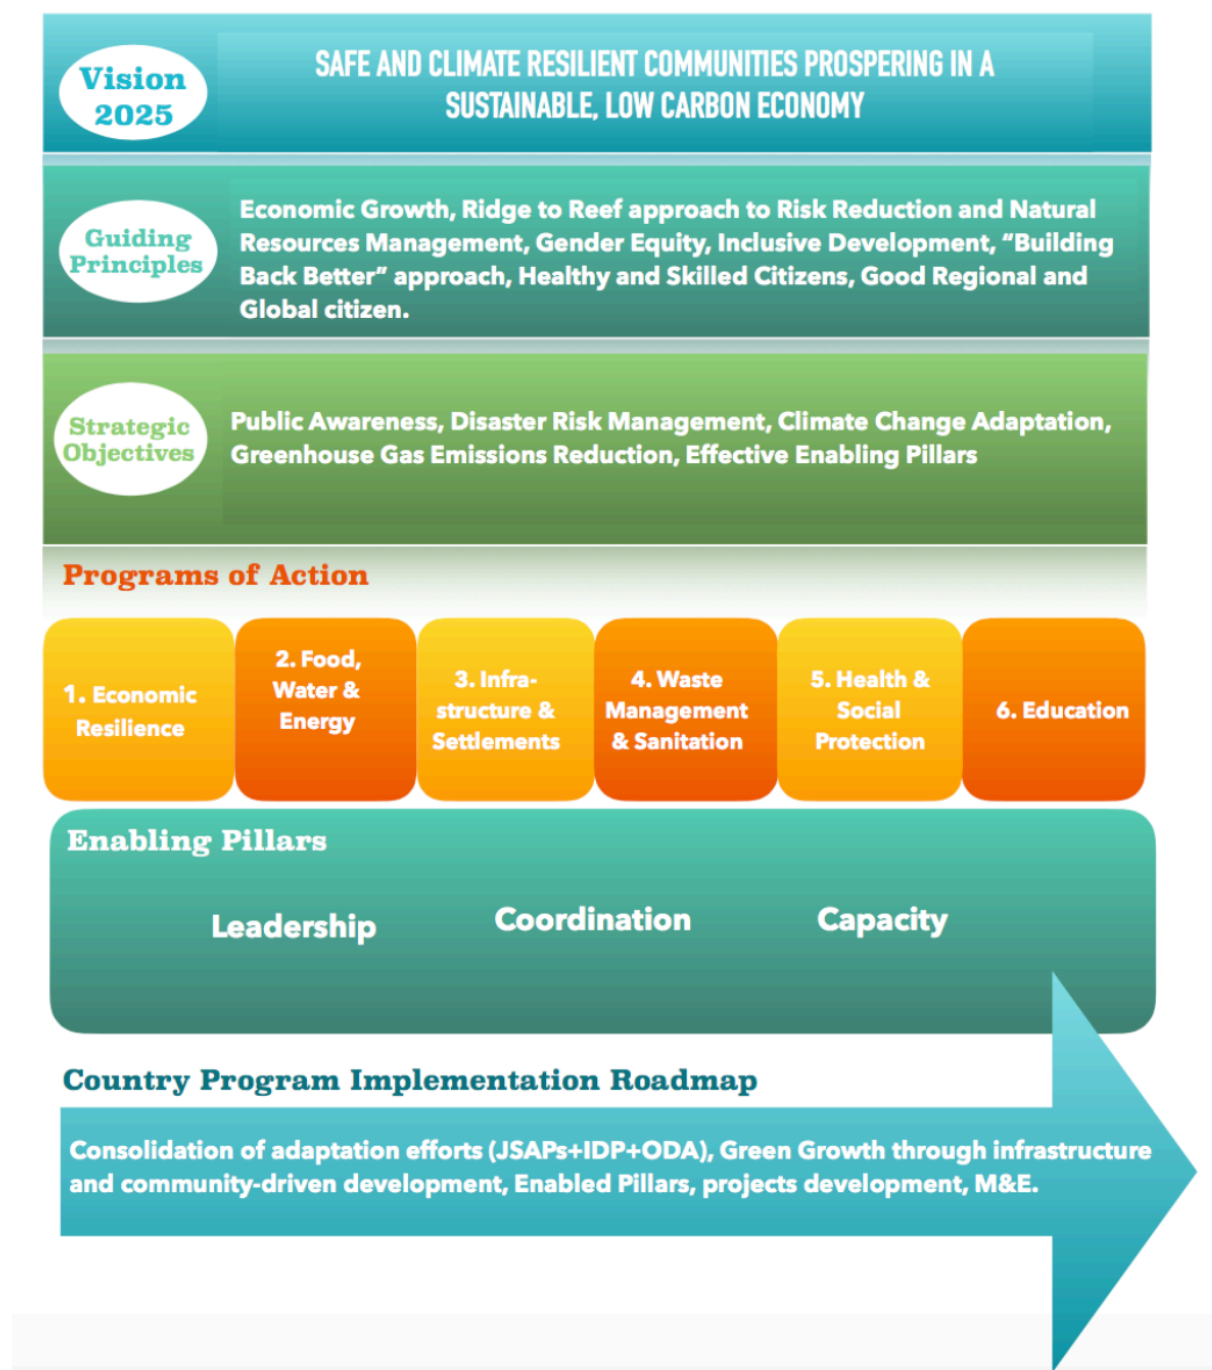 Vision
2025
SAFE AND CLIMATE RESILIENT COMMUNITIES PROSPERING IN A
SUSTAINABLE, LOW CARBON ECONOMY
Guiding
Principles
Economic Growth, Ridge to Reef approach to Risk Reduction and Natural
Resources Management, Gender Equity, Inclusive Development, “Building
Back Better” approach, Healthy and Skilled Citizens, Good Regional and
Global citizen.
Strategic
Objectives
Public Awareness, Disaster Risk Management, Climate Change Adaptation,
Greenhouse Gas Emissions Reduction, Effective Enabling Pillars
Programs of Action
1. Economic
Resilience
2. Food,
Water &
Energy
3. Infra-
structure &
Settlements
4. Waste
Management
& Sanitation
5. Health &
Social
Protection
6. Education
Enabling Pillars
Leadership
Coordination
Capacity
Country Program Implementation Roadmap
Consolidation of adaptation efforts (JSAPs+IDP+ODA), Green Growth through infrastructure
and community-driven development, Enabled Pillars, projects development, M&E.